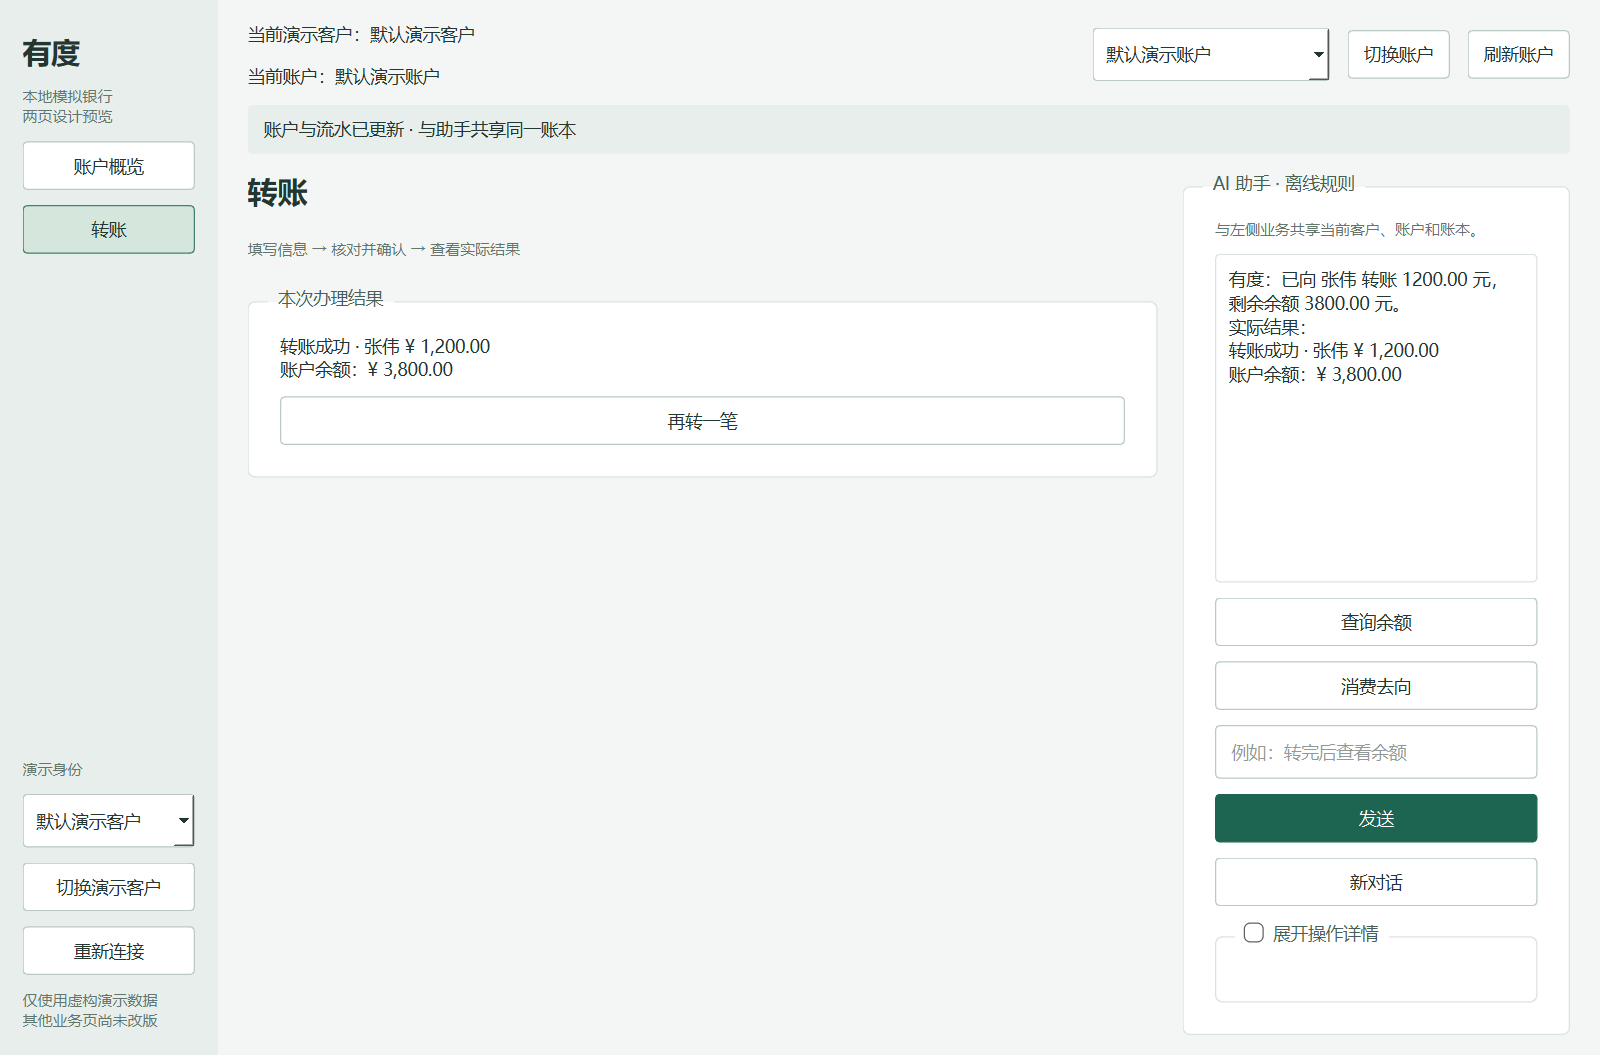 有度
本地模拟银行
两页设计预览
账户概览
转账
演示身份
默认演示客户
切换演示客户
重新连接
仅使用虚构演示数据
其他业务页尚未改版
当前演示客户：默认演示客户
当前账户：默认演示账户
默认演示账户
切换账户
刷新账户
账户与流水已更新 · 与助手共享同一账本
转账
填写信息 → 核对并确认 → 查看实际结果
本次办理结果
转账成功 · 张伟 ¥ 1,200.00
账户余额：¥ 3,800.00
再转一笔
AI 助手 · 离线规则
与左侧业务共享当前客户、账户和账本。
有度：已向 张伟 转账 1200.00 元，
剩余余额 3800.00 元。
实际结果：
转账成功 · 张伟 ¥ 1,200.00
账户余额：¥ 3,800.00
查询余额
消费去向
例如：转完后查看余额
发送
新对话
展开操作详情